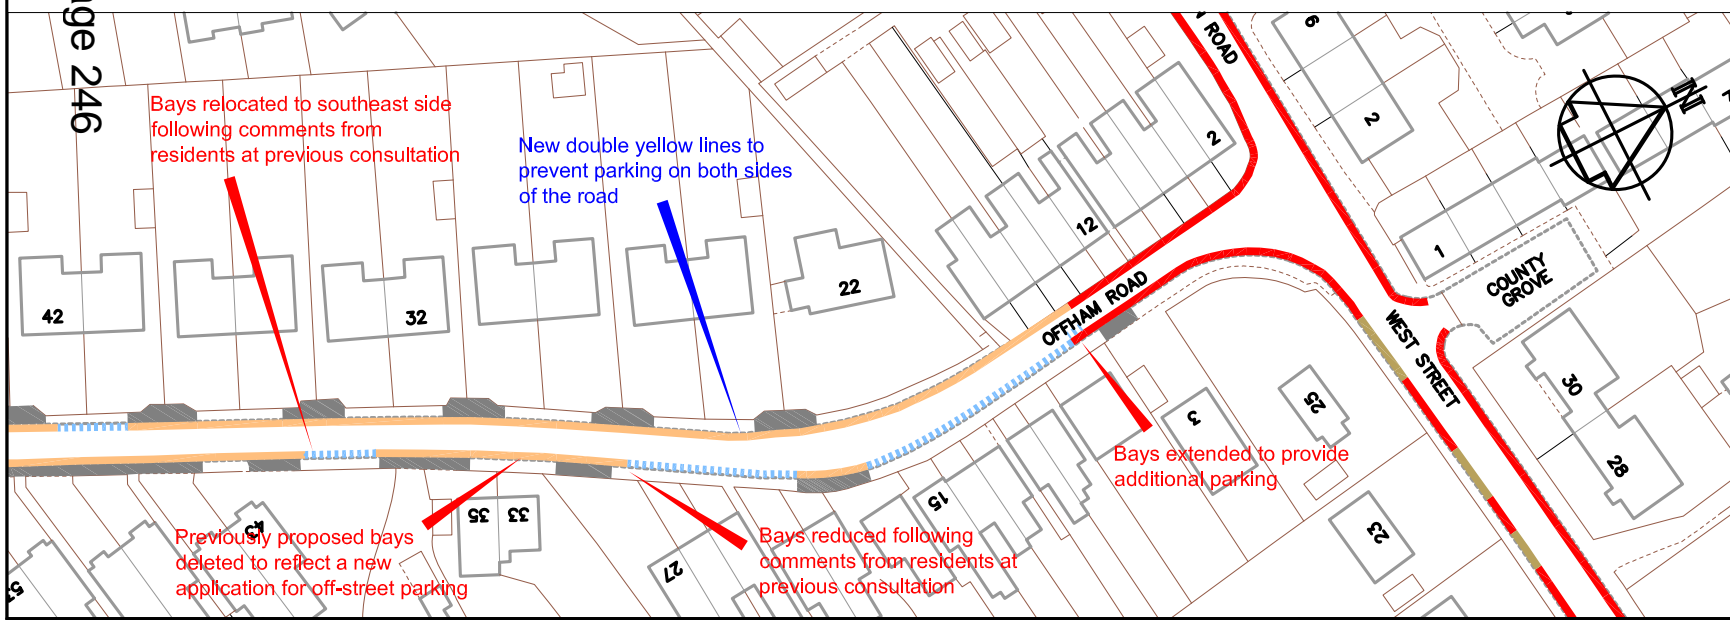 age 246
Bays relocated to southeast side
following comments from
residents at previous consultation
New double yellow lines to
prevent parking on both sides
of the road
ROAD
6
2
2
12
N
1
COUNTY
GROVE
22
42
32
OFFHAM ROAD
WEST STREET
30
28
25
3
23
Bays extended to provide
additional parking
15
35
33
27
43
Previously proposed bays
deleted to reflect a new
application for off-street parking
Bays reduced following
comments from residents at
previous consultation